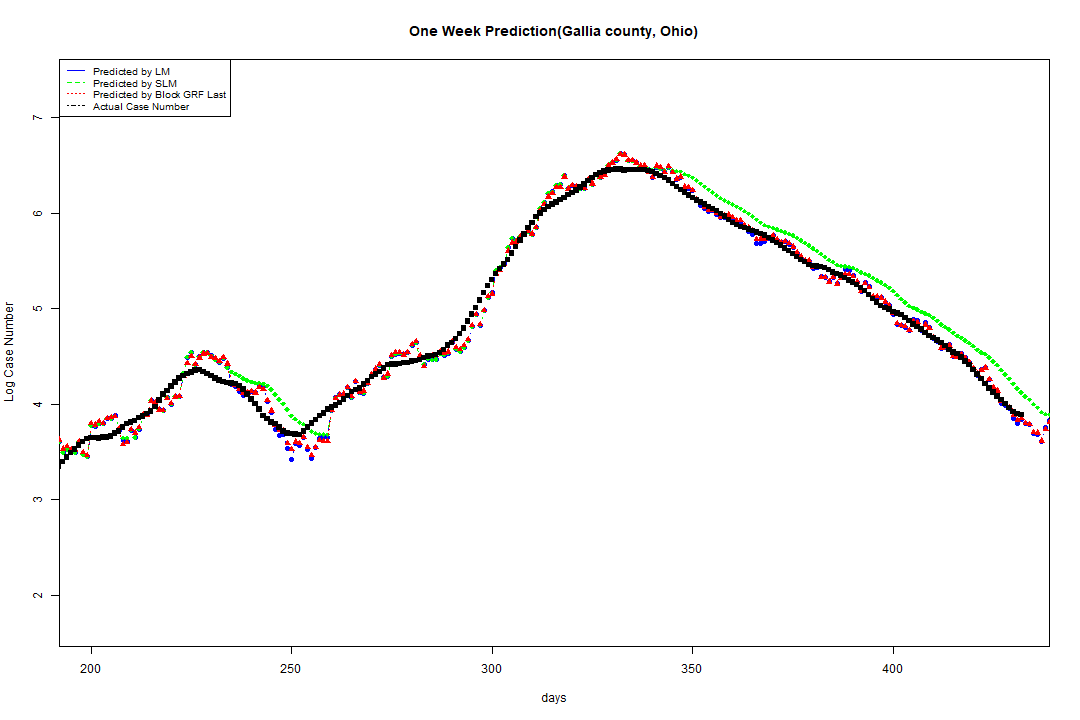 One Week Prediction(Gallia county, Ohio)
Predicted by LM
Predicted by SLM
Predicted by Block GRF Last
Actual Case Number
Log Case Number
7
6
5
4
3
2
200 250 300 350 400
days